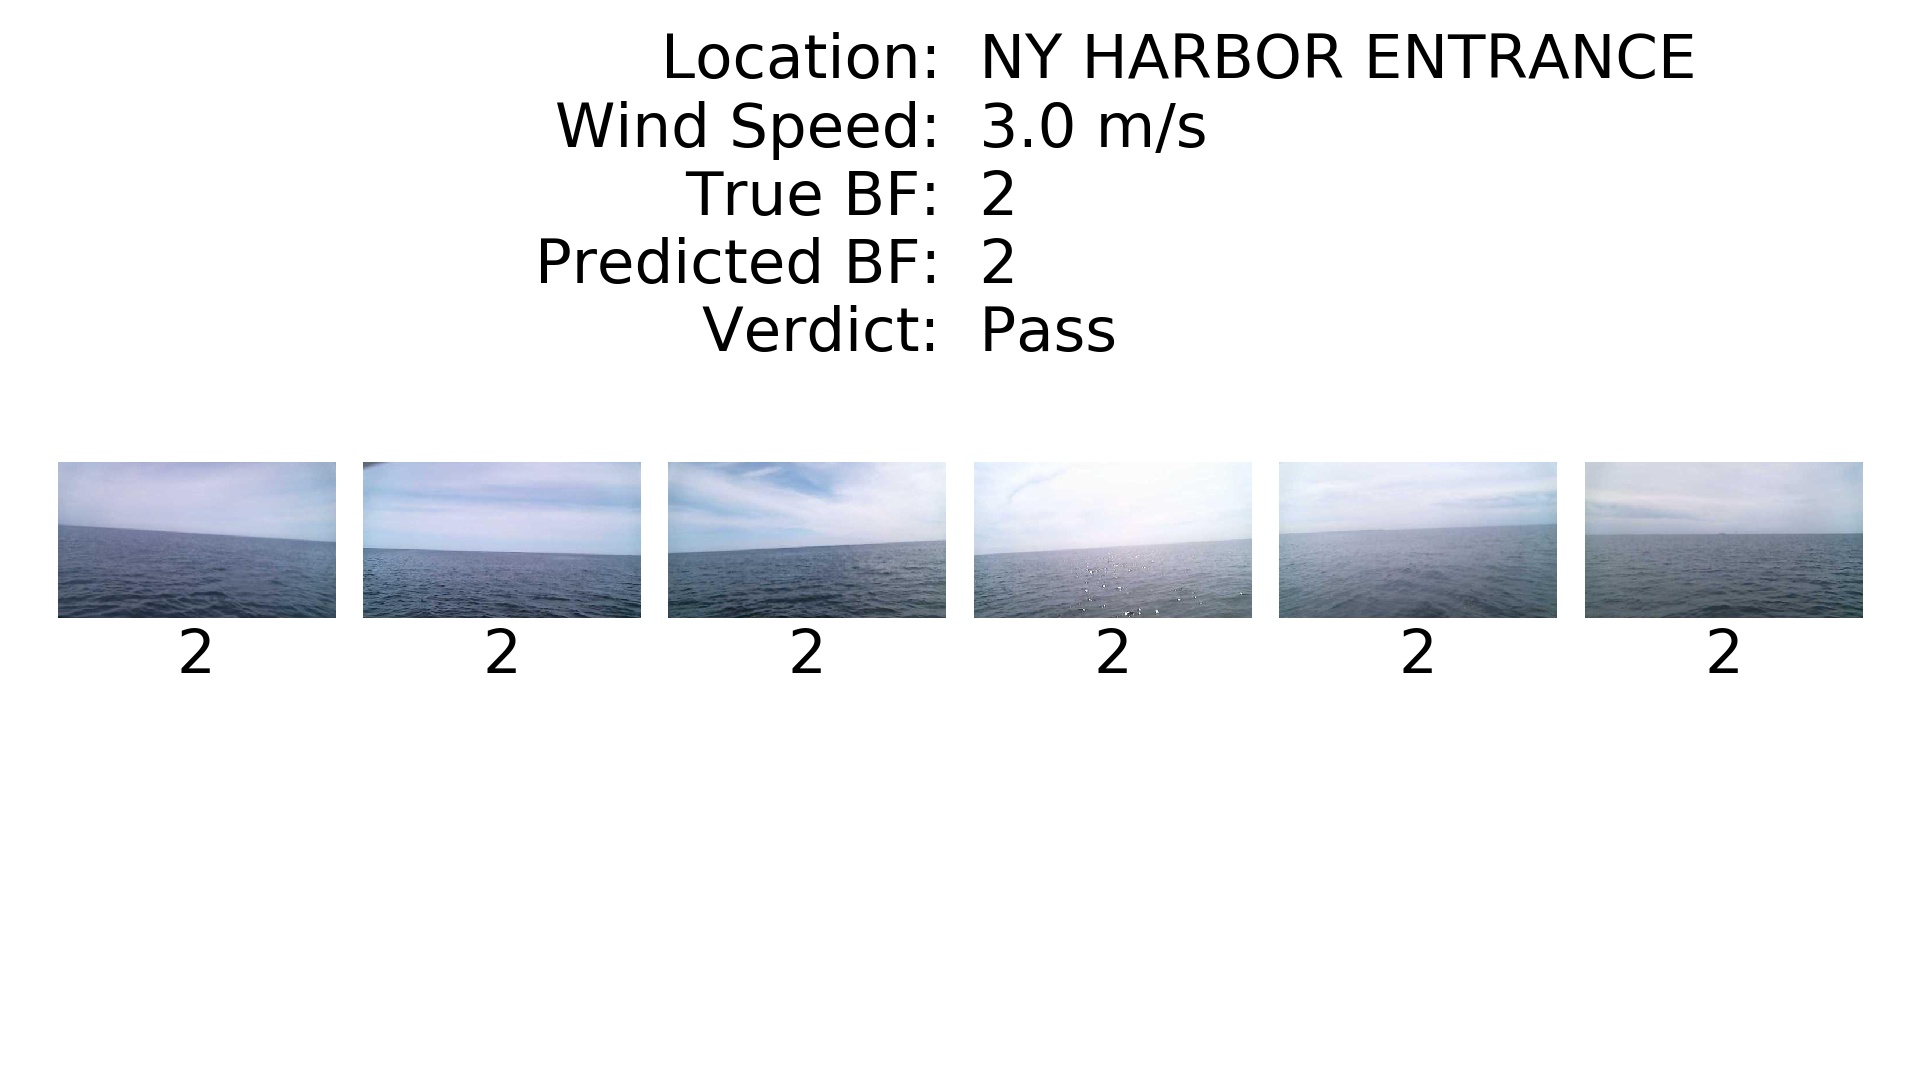 Location: NY HARBOR ENTRANCE
Wind Speed: 3.0 m/s
True BF: 2
Predicted BF: 2
Verdict: Pass
2 2 2 2 2 2